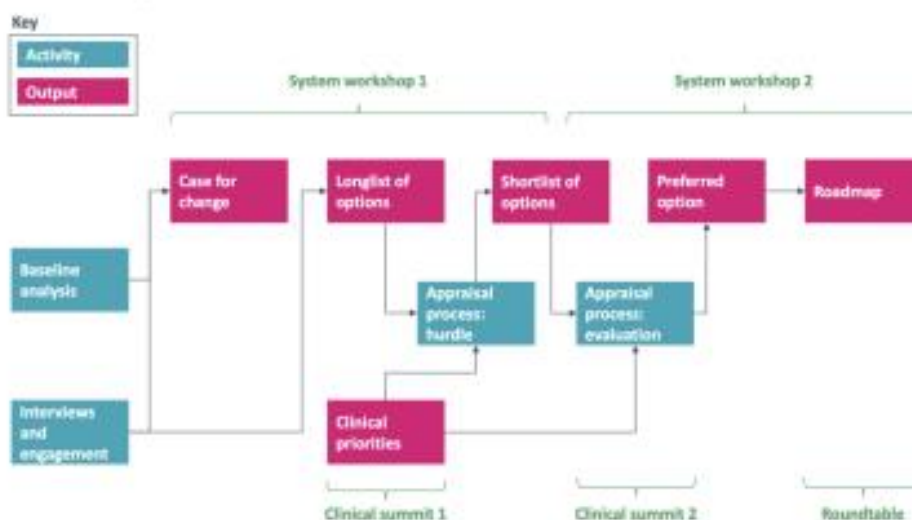 Key
Activity
Output
System workshop 1
System workshop 2
Case for
change
Longlist of
options
Shortlist of
options
Preferred
option
Roadmap
Baseline
analysis
Appraisal
process:
hurdle
Appraisal
process:
evaluation
Interviews
and
engagement
Clinical
priorities
Clinical summit 1
Clinical summit 2
Roundtable